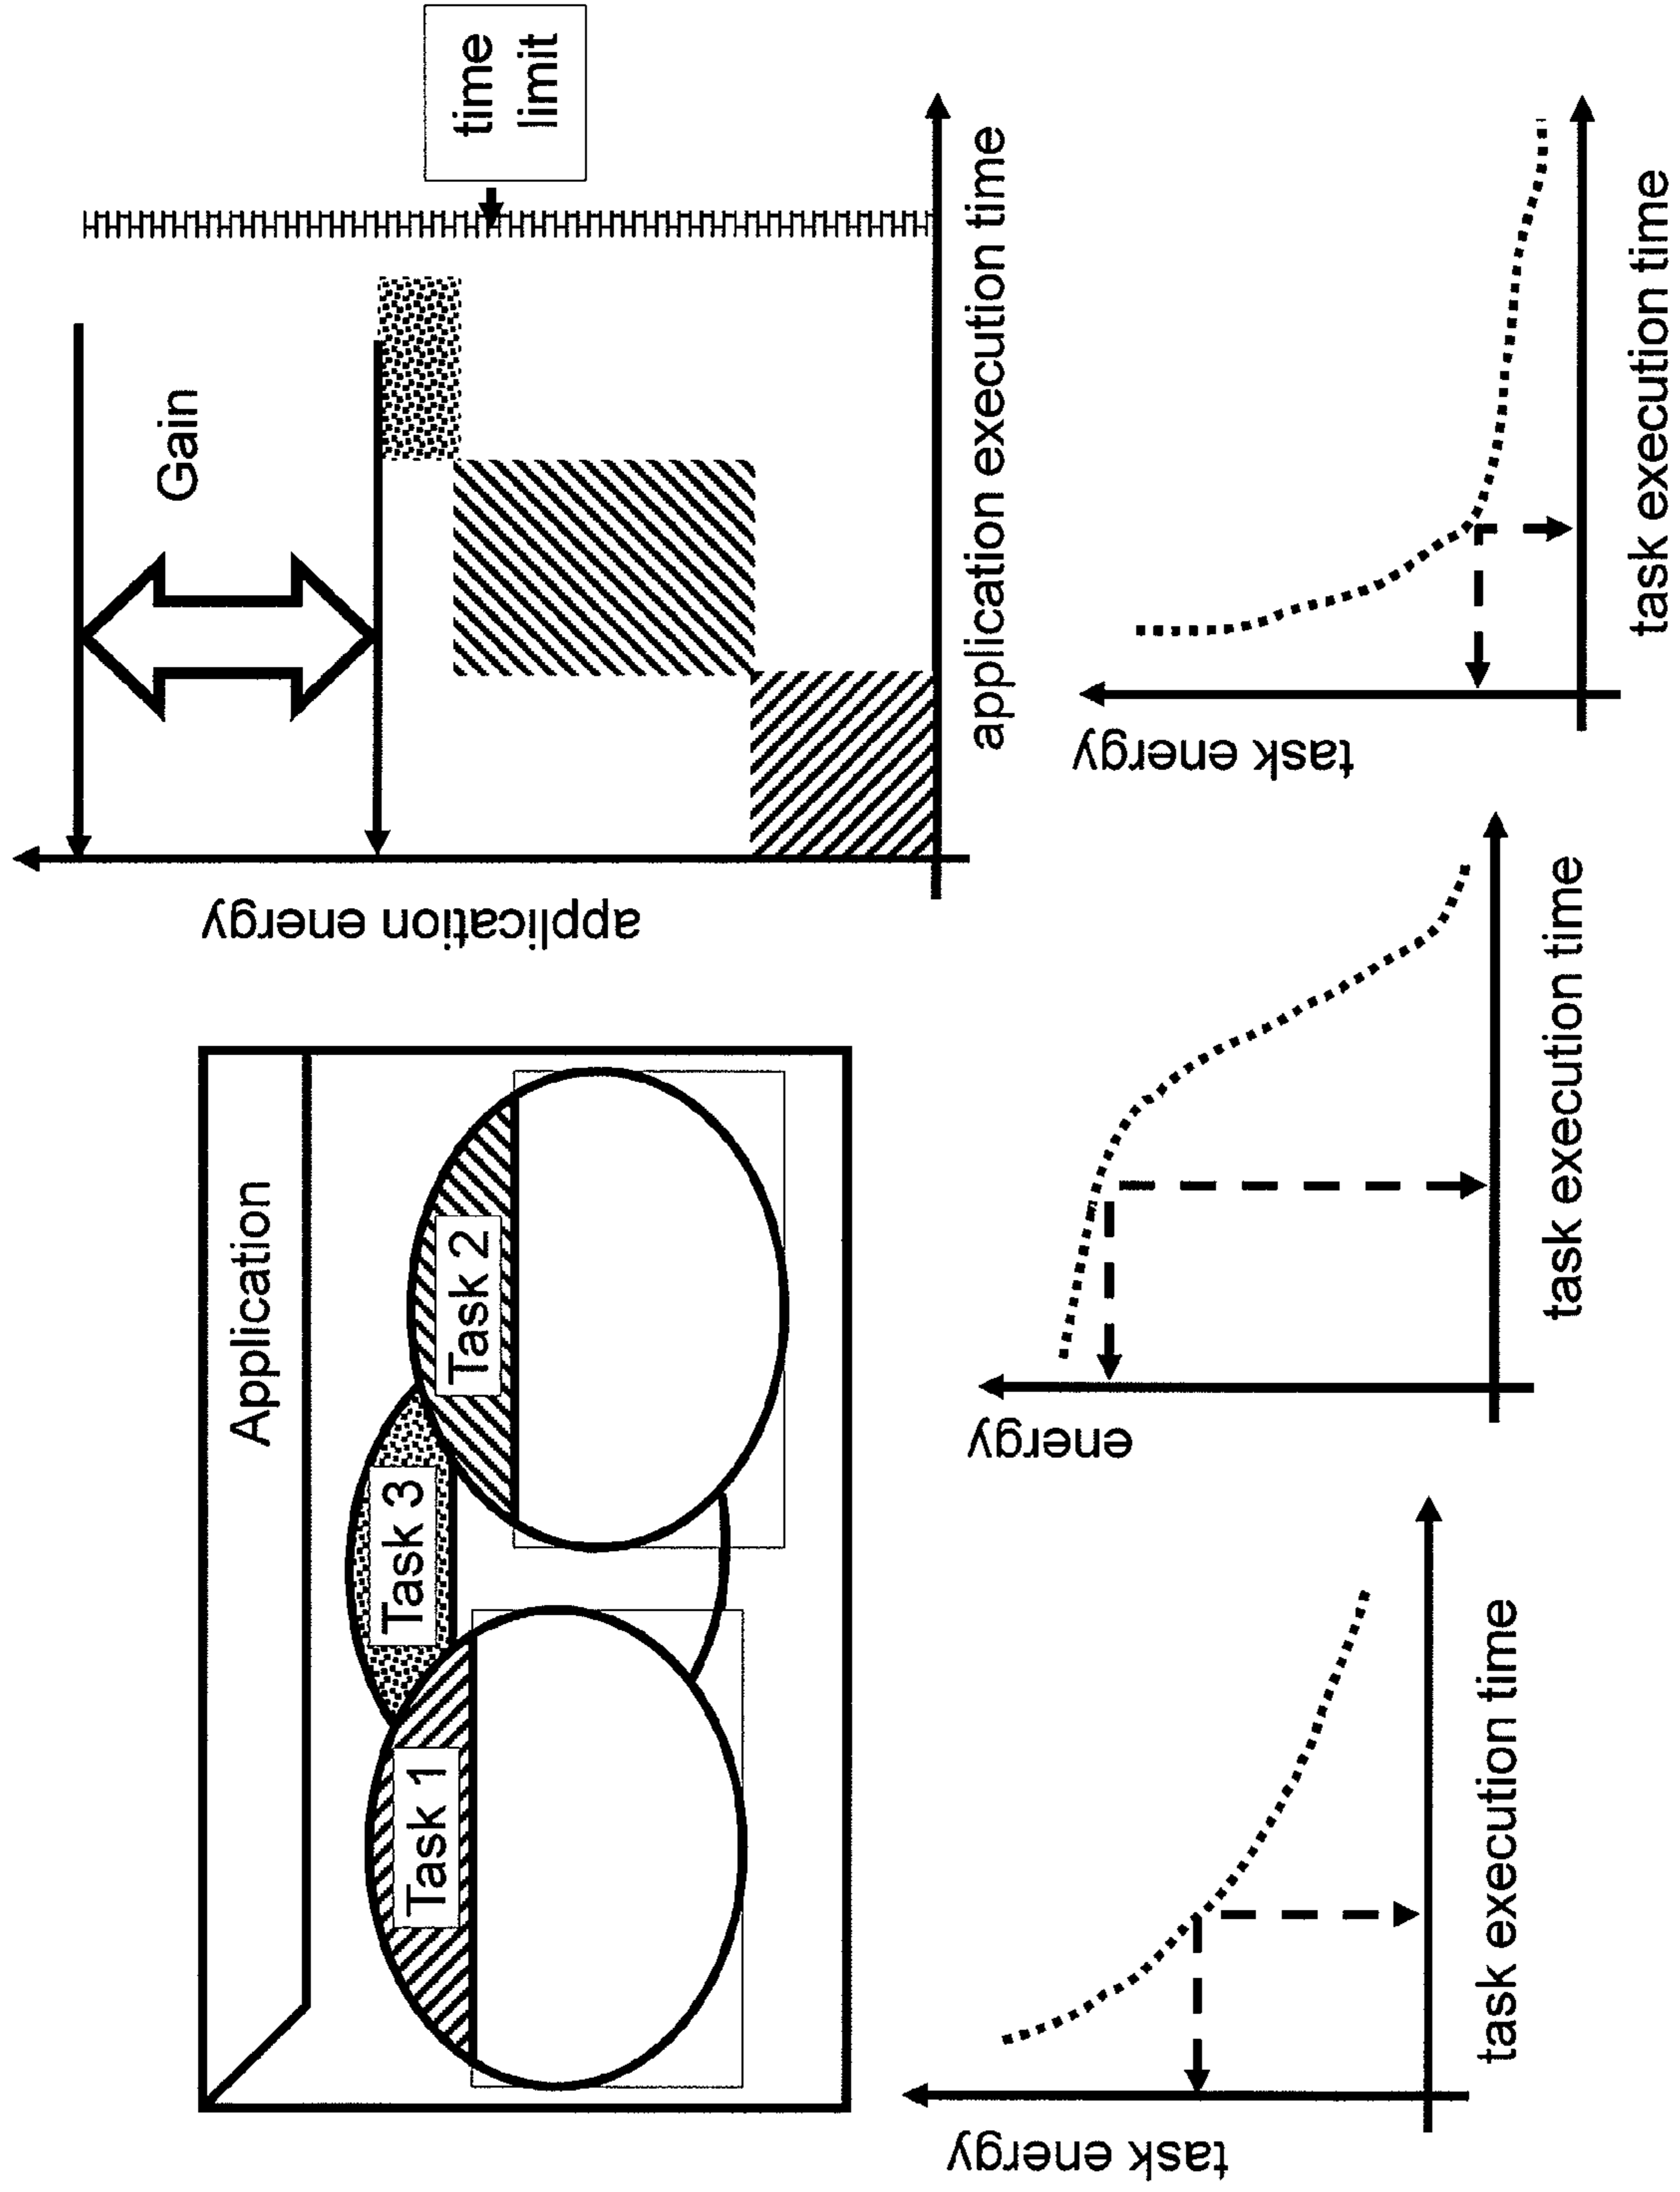 Application
Task 1
Task 3
Task 2
application energy
Gain
time
limit
application execution time
task energy
task execution time
energy
task execution time
task energy
task execution time